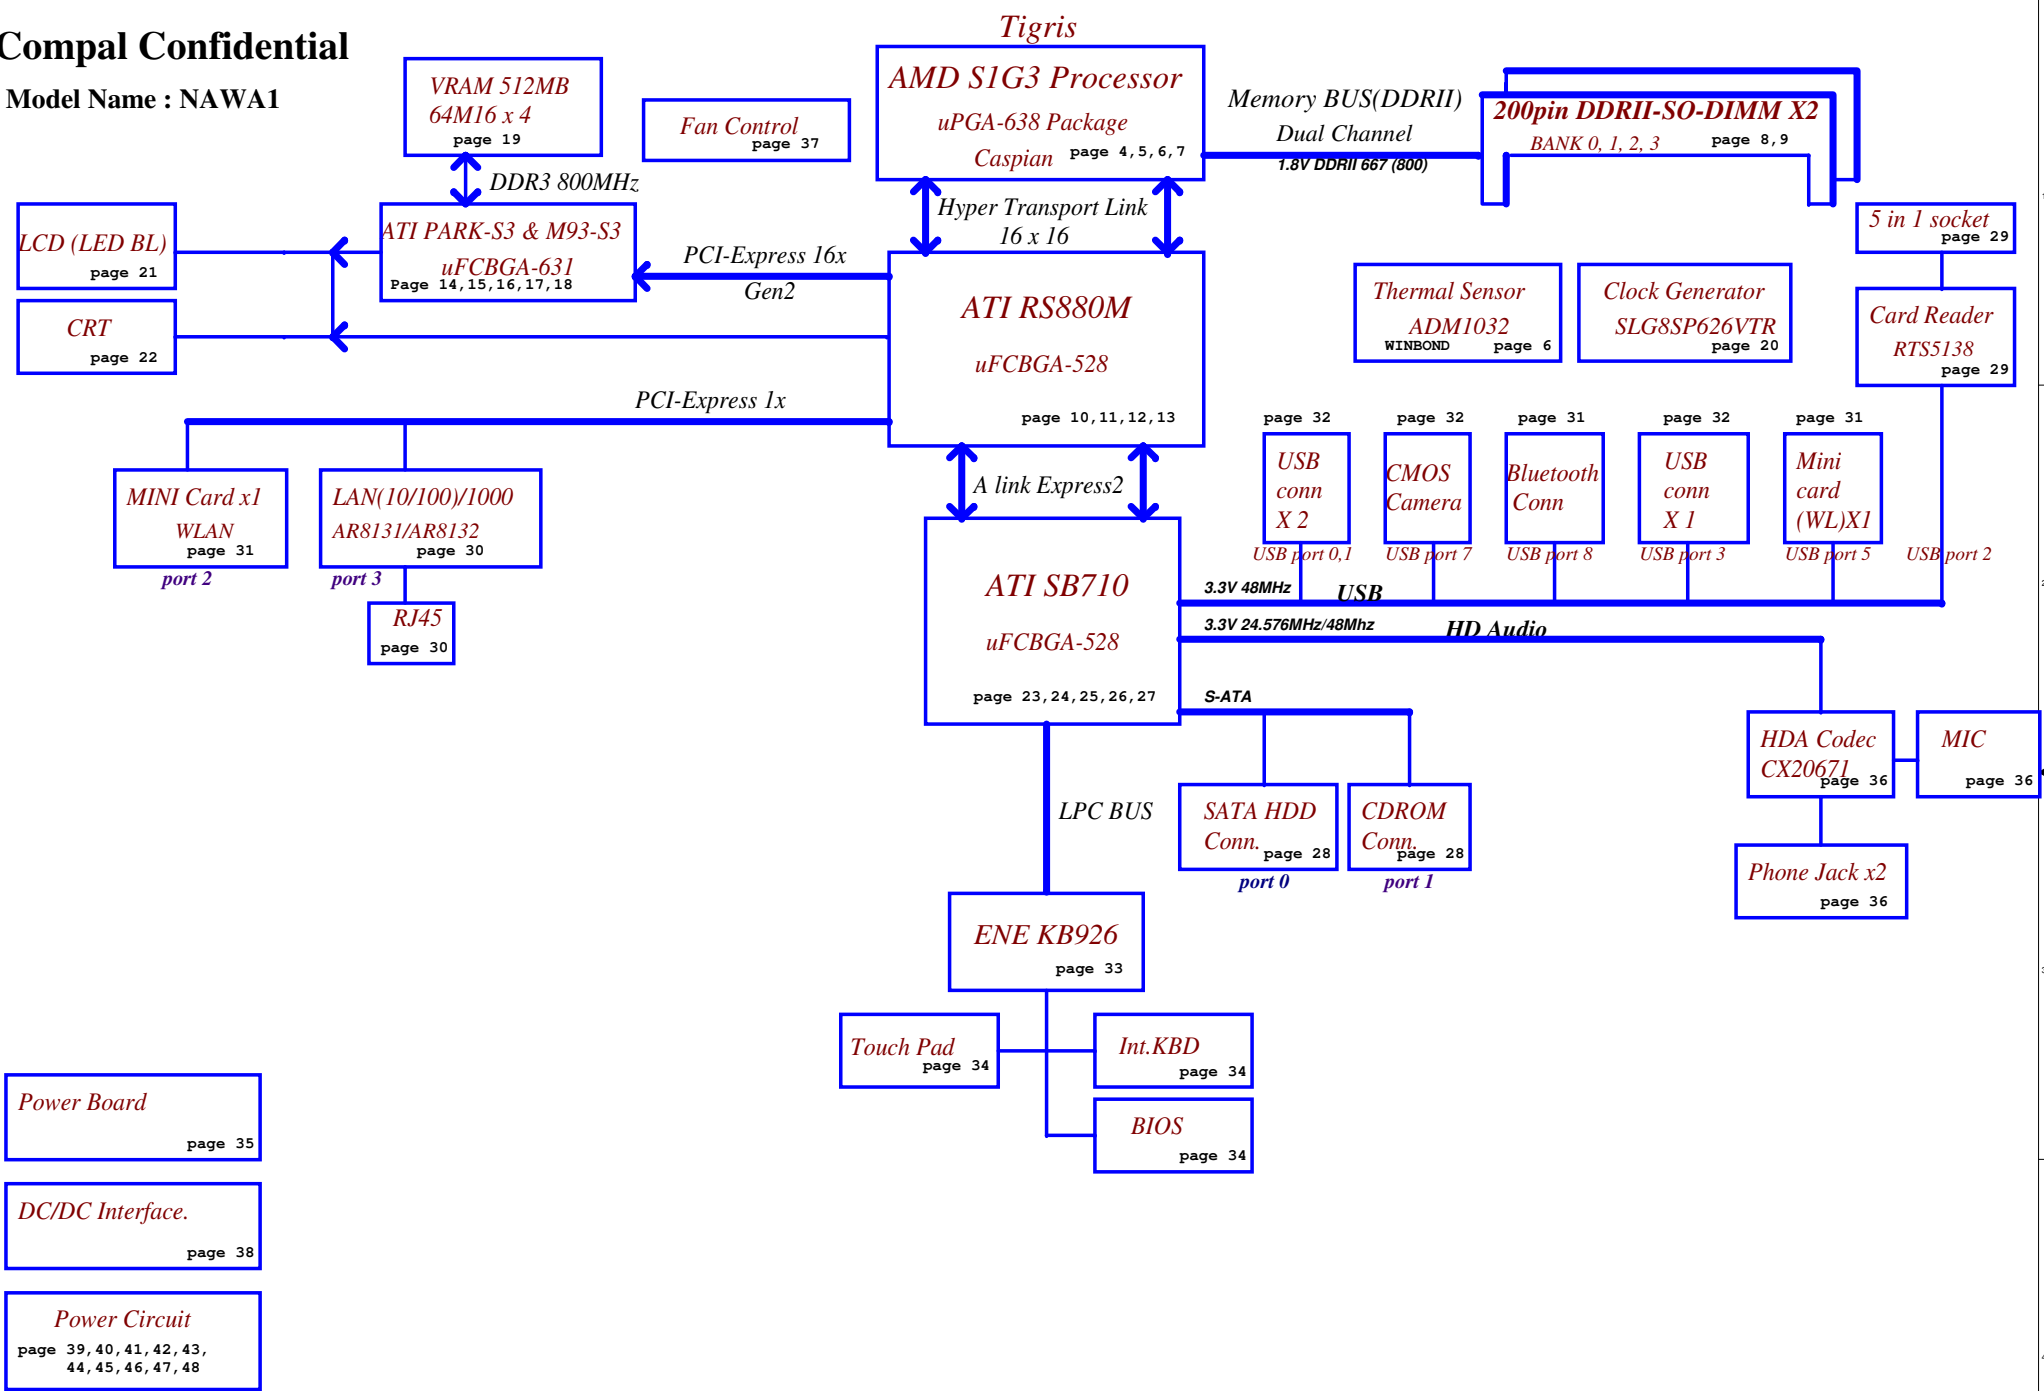 Compal Confidential
Model Name : NAWA1
VRAM 512MB
64M16 x 4
page 19
DDR3 800MHz
Fan Control
page 37
Tigris
AMD S1G3 Processor
uPGA-638 Package
Caspian
page 4,5,6,7
Memory BUS(DDRII)
Dual Channel
1.8V DDRII 667 (800)
200pin DDRII-SO-DIMM X2
BANK 0, 1, 2, 3
page 8,9
Hyper Transport Link
16 x 16
LCD (LED BL)
page 21
ATI PARK-S3 & M93-S3
uFCBGA-631
Page 14,15,16,17,18
PCI-Express 16x
Gen2
CRT
page 22
ATI RS880M
uFCBGA-528
page 10,11,12,13
Thermal Sensor
ADM1032
WINBOND
page 6
Clock Generator
SLG8SP626VTR
page 20
5 in 1 socket
page 29
Card Reader
RTS5138
page 29
PCI-Express 1x
MINI Card x1
WLAN
page 31
port 2
LAN(10/100)/1000
AR8131/AR8132
page 30
port 3
RJ45
page 30
A link Express2
page 32
USB
conn
X 2
USB port 0,1
page 32
CMOS
Camera
USB port 7
page 31
Bluetooth
Conn
USB port 8
page 32
USB
conn
X 1
USB port 3
page 31
Mini
card
(WL)X1
USB port 5
USB port 2
ATI SB710
uFCBGA-528
page 23,24,25,26,27
3.3V 48MHz
USB
3.3V 24.576MHz/48Mhz
HD Audio
S-ATA
SATA HDD
Conn.
page 28
port 0
CDROM
Conn.
page 28
port 1
HDA Codec
CX20671
page 36
MIC
page 36
Phone Jack x2
page 36
LPC BUS
ENE KB926
page 33
Touch Pad
page 34
Int.KBD
page 34
BIOS
page 34
Power Board
page 35
DC/DC Interface.
page 38
Power Circuit
page 39,40,41,42,43,
44,45,46,47,48